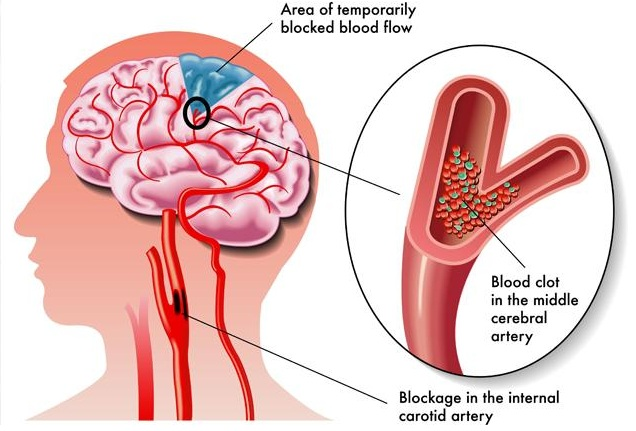 Area of temporarily
blocked blood flow
Blood clot
in the middle
cerebral
artery
Blockage in the internal
carotid artery